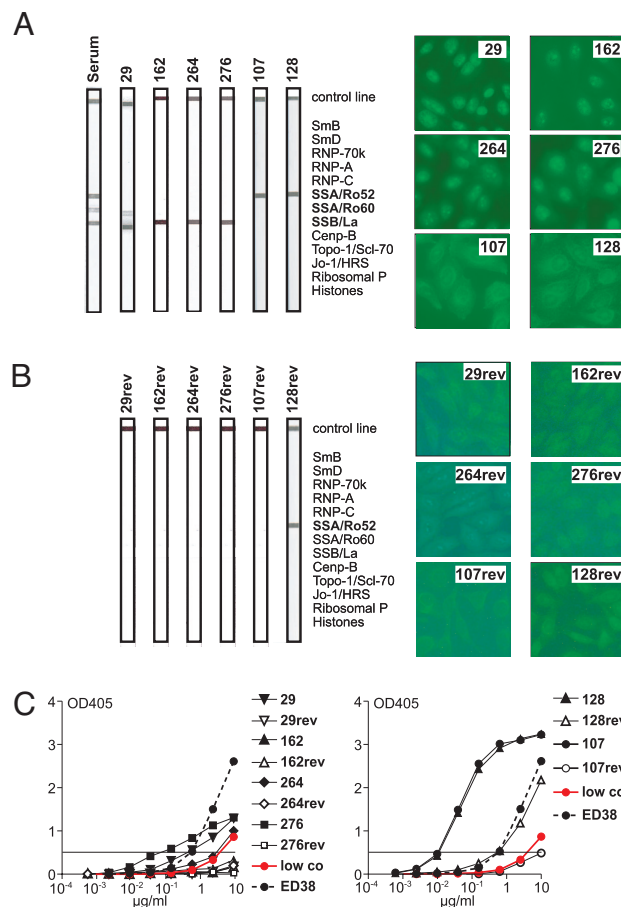 A
Serum 29 162 264 276 107 128
control line
SmB
SmD
RNP-70k
RNP-A
RNP-C
SSA/Ro52
SSA/Ro60
SSB/La
Cenp-B
Topo-1/Scl-70
Jo-1/HRS
Ribosomal P
Histones
29 162
264 276
107 128
B
29rev 162rev 264rev 276rev 107rev 128rev
control line
SmB
SmD
RNP-70k
RNP-A
RNP-C
SSA/Ro52
SSA/Ro60
SSB/La
Cenp-B
Topo-1/Scl-70
Jo-1/HRS
Ribosomal P
Histones
29rev 162rev
264rev 276rev
107rev 128rev
C
OD405
4
3
2
1
0
10-4 10-3 10-2 10-1 1 10
µg/ml
29
29rev
162
162rev
264
264rev
276
276rev
low co
ED38
OD405
4
3
2
1
0
10-4 10-3 10-2 10-1 1 10
µg/ml
128
128rev
107
107rev
low co
ED38